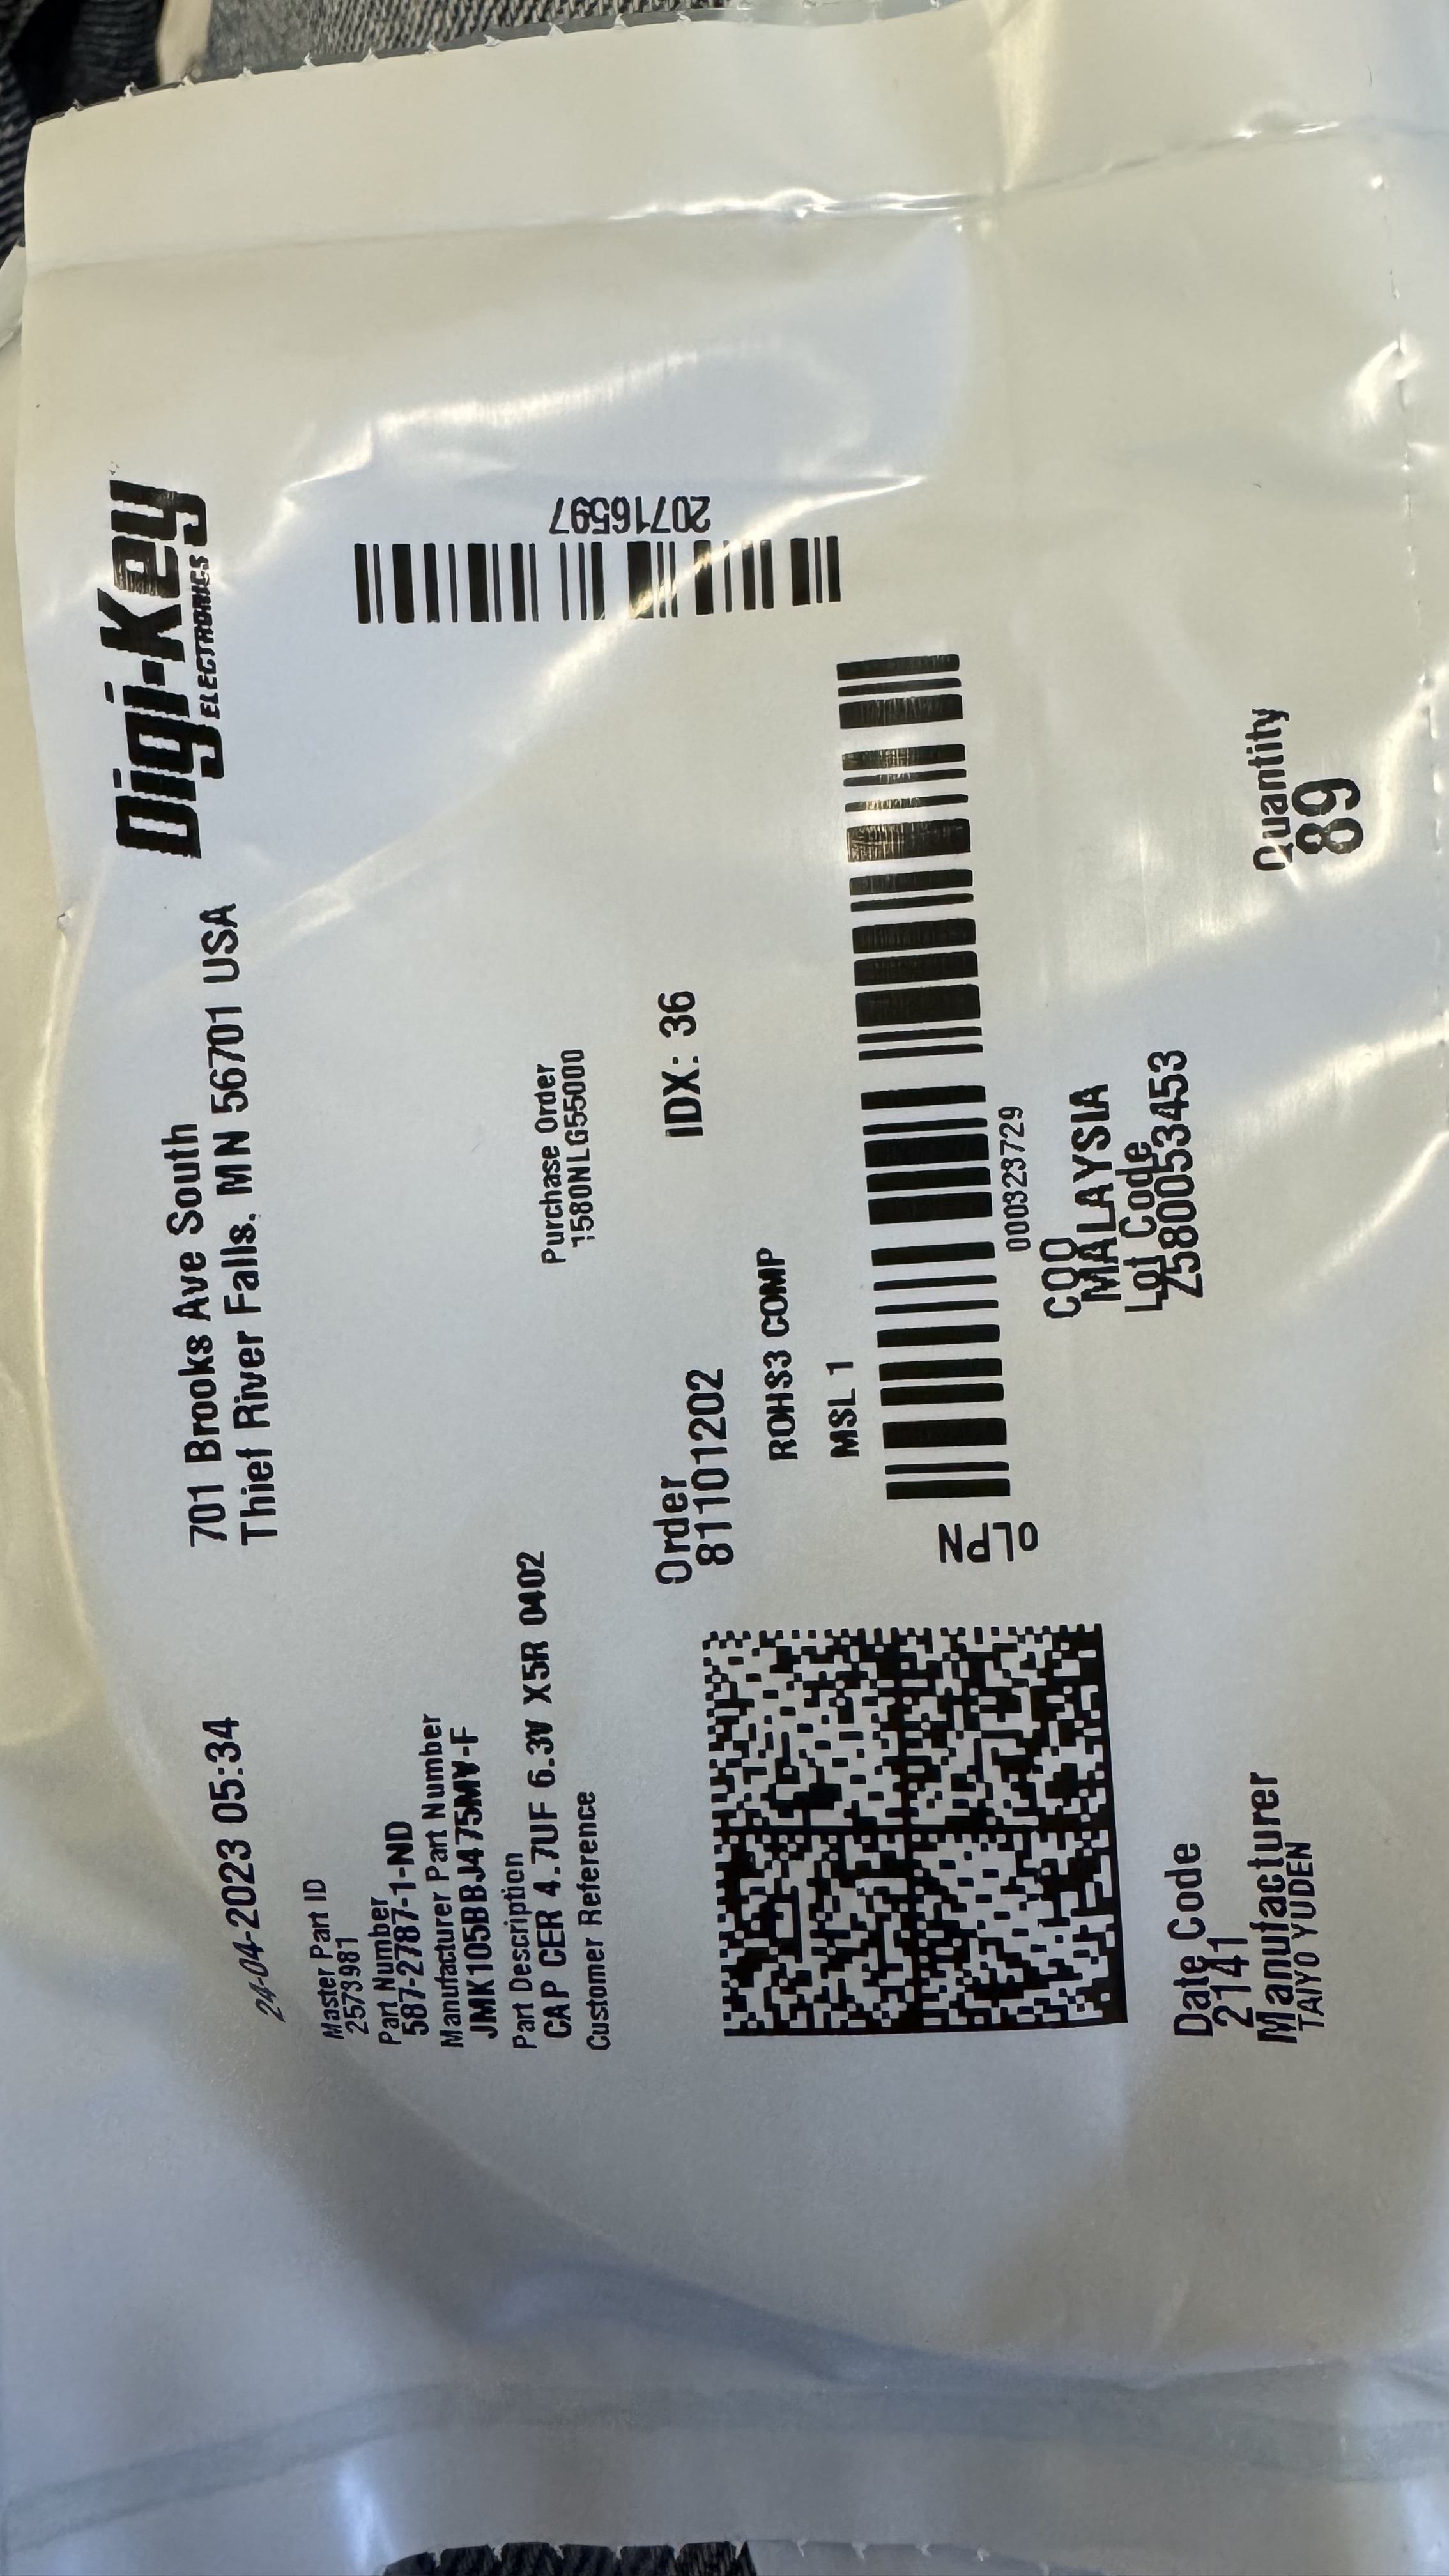 Digi-Key
ELECTRONICS
701 Brooks Ave South
Thief River Falls, MN 56701 USA
24-04-2023 05:34
Master Part ID
2573981
Part Number
587-2787-1-ND
Manufacturer Part Number
JMK105BBJ475MV-F
Part Description
CAP CER 4.7UF 6.3V X5R 0402
Customer Reference
Purchase Order
1580NLG55000
20716597
Order
81101202
IDX: 36
ROHS3 COMP
MSL 1
OLPN
000323729
COO
MALAYSIA
Lot Code
Z580053453
Date Code
2141
Manufacturer
TAIYO YUDEN
Quantity
89